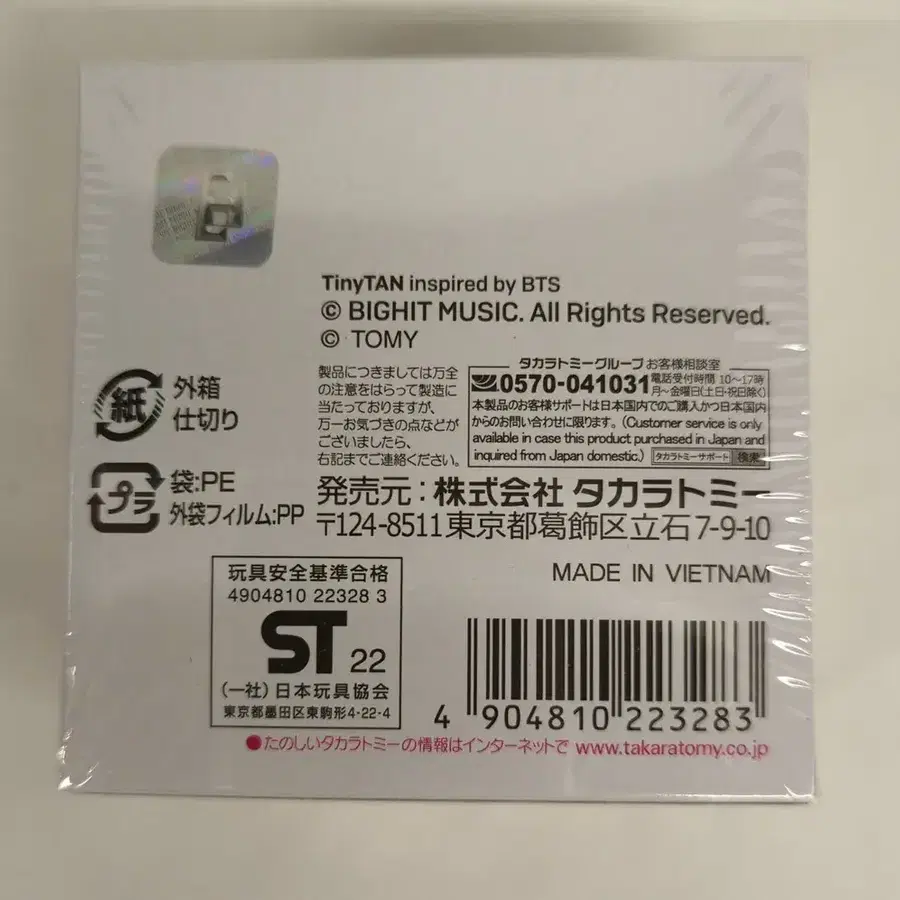 TinyTAN inspired by BTS
© BIGHIT MUSIC. All Rights Reserved.
© TOMY
紙
外箱
仕切り
プラ
袋:PE
外袋フィルム:PP
製品につきましては万全
の注意をはらって製造に
当たっておりますが、
万一お気づきの点などが
ございましたら、
右記までご連絡ください。
タカラトミーグループ お客様相談室
0570-041031 電話受付時間 10〜17時
月〜金曜日(土日・祝日除く)
本製品のお客様サポートは日本国内でのご購入かつ日本国内
からのお問い合わせに限ります。(Customer service is only
available in case this product purchased in Japan and
inquired from Japan domestic.) タカラトミーサポート 検索
発売元:株式会社 タカラトミー
〒124-8511 東京都葛飾区立石7-9-10
MADE IN VIETNAM
玩具安全基準合格
4904810 22328 3
ST 22
(一社)日本玩具協会
東京都墨田区東駒形4-22-4
4 904810 223283
●たのしいタカラトミーの情報はインターネットで www.takaratomy.co.jp